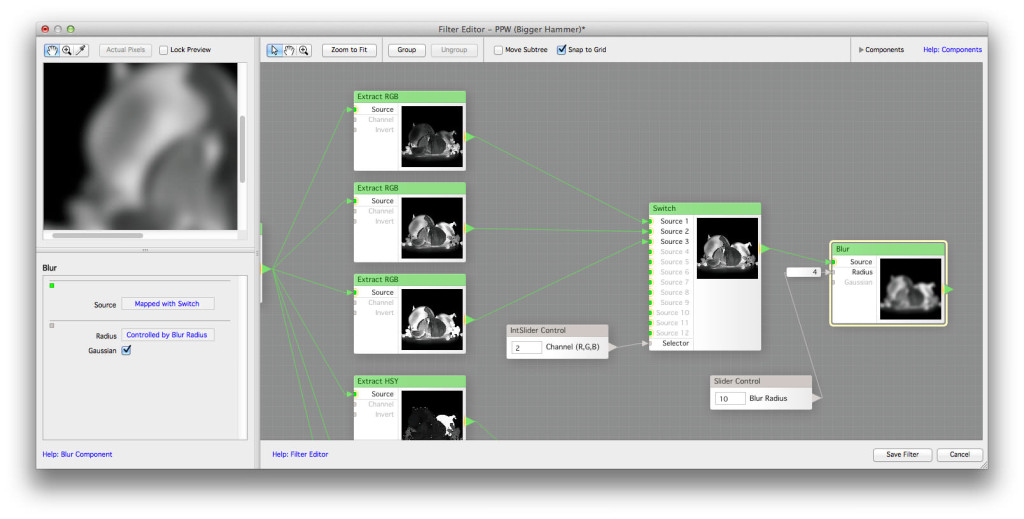 Filter Editor – PPW (Bigger Hammer)*
Actual Pixels
Lock Preview
Zoom to Fit
Group
Ungroup
Move Subtree
Snap to Grid
Components
Help: Components
Extract RGB
Source
Channel
Invert
Extract RGB
Source
Channel
Invert
Extract RGB
Source
Channel
Invert
Extract HSY
Source
Channel
Invert
Switch
Source 1
Source 2
Source 3
Source 4
Source 5
Source 6
Source 7
Source 8
Source 9
Source 10
Source 11
Source 12
Selector
IntSlider Control
2 Channel (R,G,B)
Blur
Source
4 Radius
Gaussian
Slider Control
10 Blur Radius
Blur
Source Mapped with Switch
Radius Controlled by Blur Radius
Gaussian
Help: Blur Component
Help: Filter Editor
Save Filter
Cancel